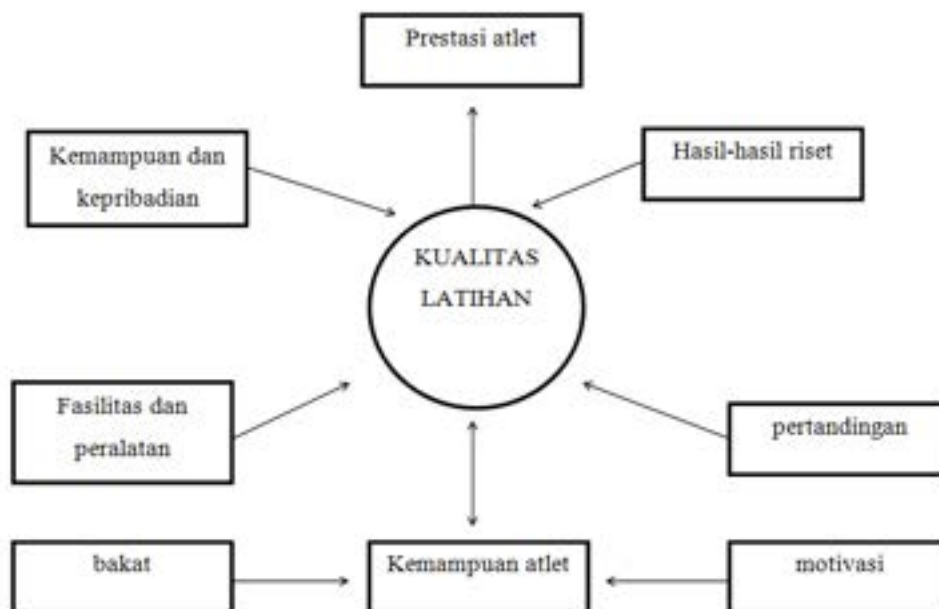 Prestasi atlet
Kemampuan dan
kepribadian
Hasil-hasil riset
KUALITAS
LATIHAN
Fasilitas dan
peralatan
pertandingan
bakat
Kemampuan atlet
motivasi